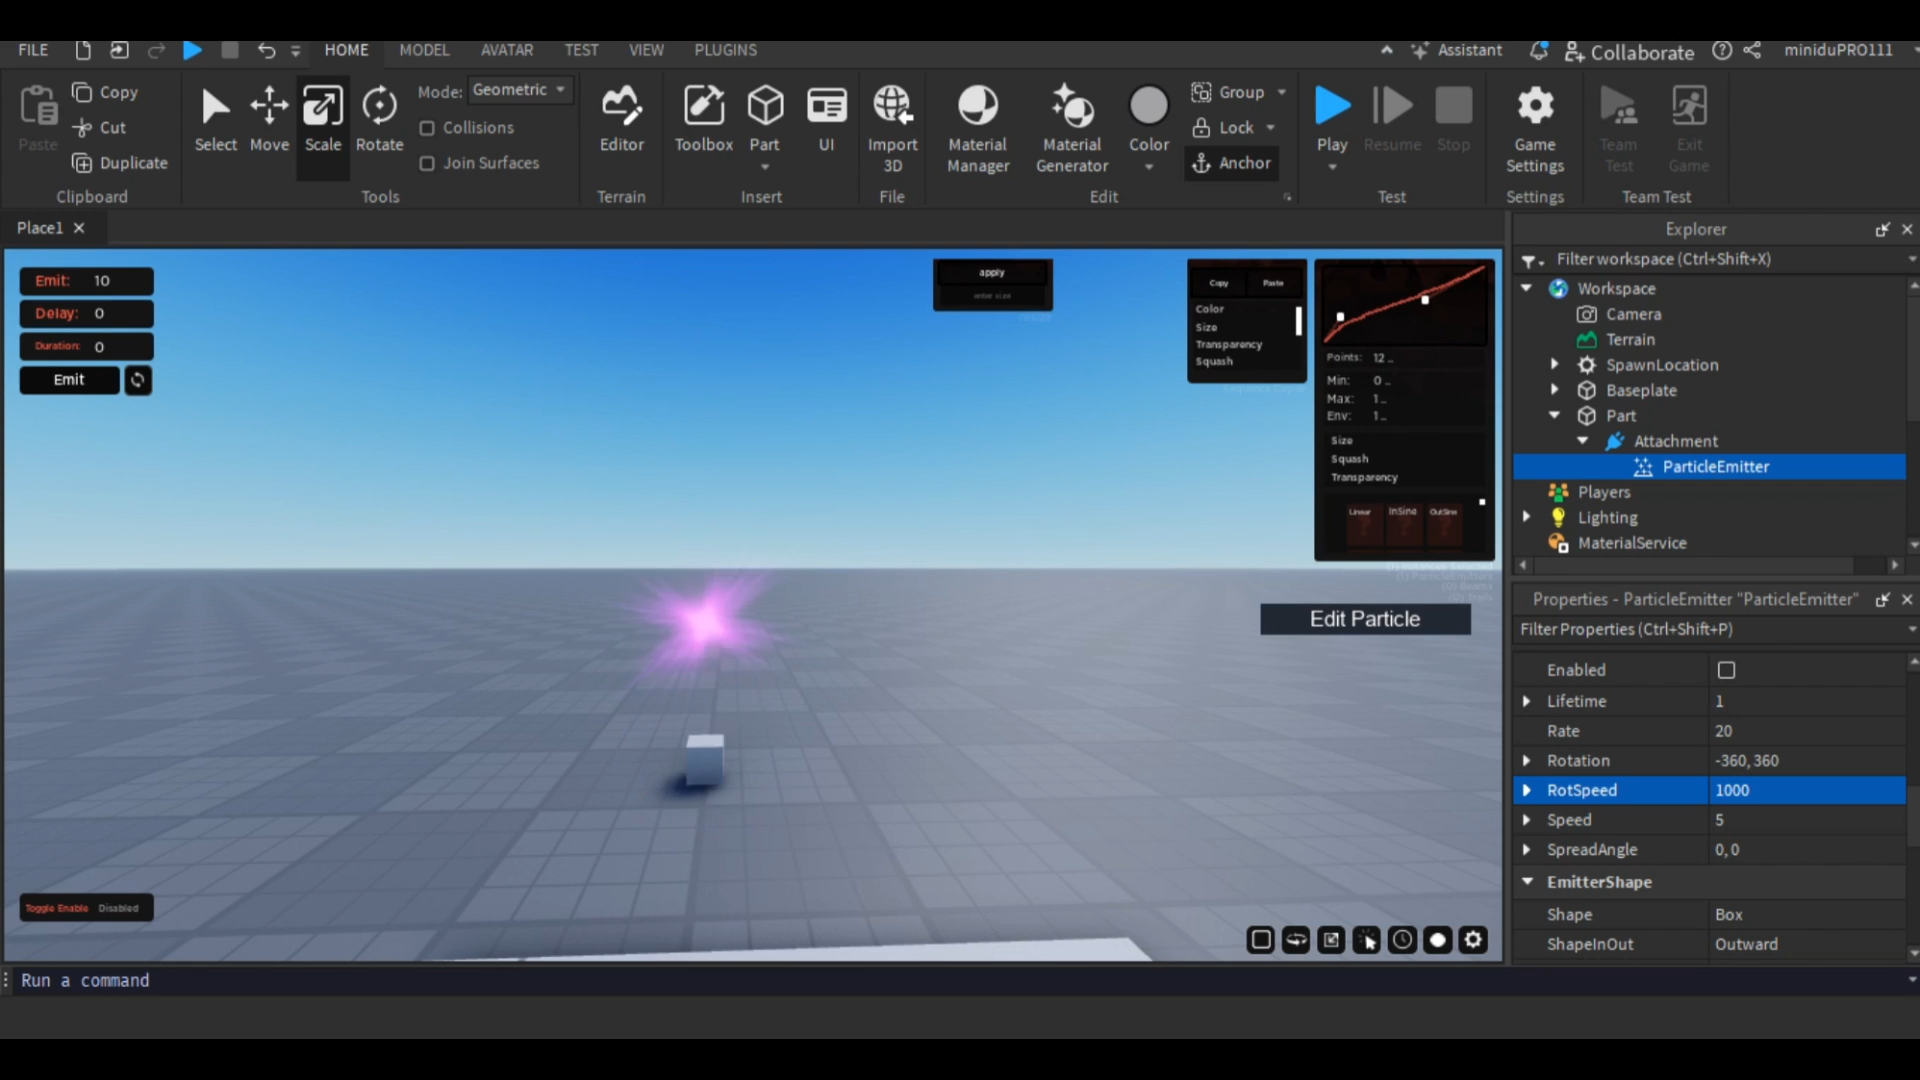 FILE HOME MODEL AVATAR TEST VIEW PLUGINS Assistant Collaborate miniduPRO111
Paste Copy Cut Duplicate
Clipboard
Select Move Scale Rotate
Mode: Geometric
Collisions
Join Surfaces
Tools
Editor
Terrain
Toolbox Part UI
Insert
Import 3D
File
Material Manager
Material Generator
Color
Group
Lock
Anchor
Edit
Play Resume Stop
Test
Game Settings
Settings
Team Test
Exit Game
Team Test
Place1
Emit: 10
Delay: 0
Duration: 0
Emit
apply
enter size
Copy Paste
Color
Size
Transparency
Squash
Points: 12 ..
Min: 0 ..
Max: 1 ..
Env: 1 ..
Size
Squash
Transparency
Linear InSine OutSine
Edit Particle
Toggle Enable Disabled
Run a command
Explorer
Filter workspace (Ctrl+Shift+X)
Workspace
Camera
Terrain
SpawnLocation
Baseplate
Part
Attachment
ParticleEmitter
Players
Lighting
MaterialService
Properties - ParticleEmitter "ParticleEmitter"
Filter Properties (Ctrl+Shift+P)
Enabled
Lifetime 1
Rate 20
Rotation -360, 360
RotSpeed 1000
Speed 5
SpreadAngle 0, 0
EmitterShape
Shape Box
ShapeInOut Outward